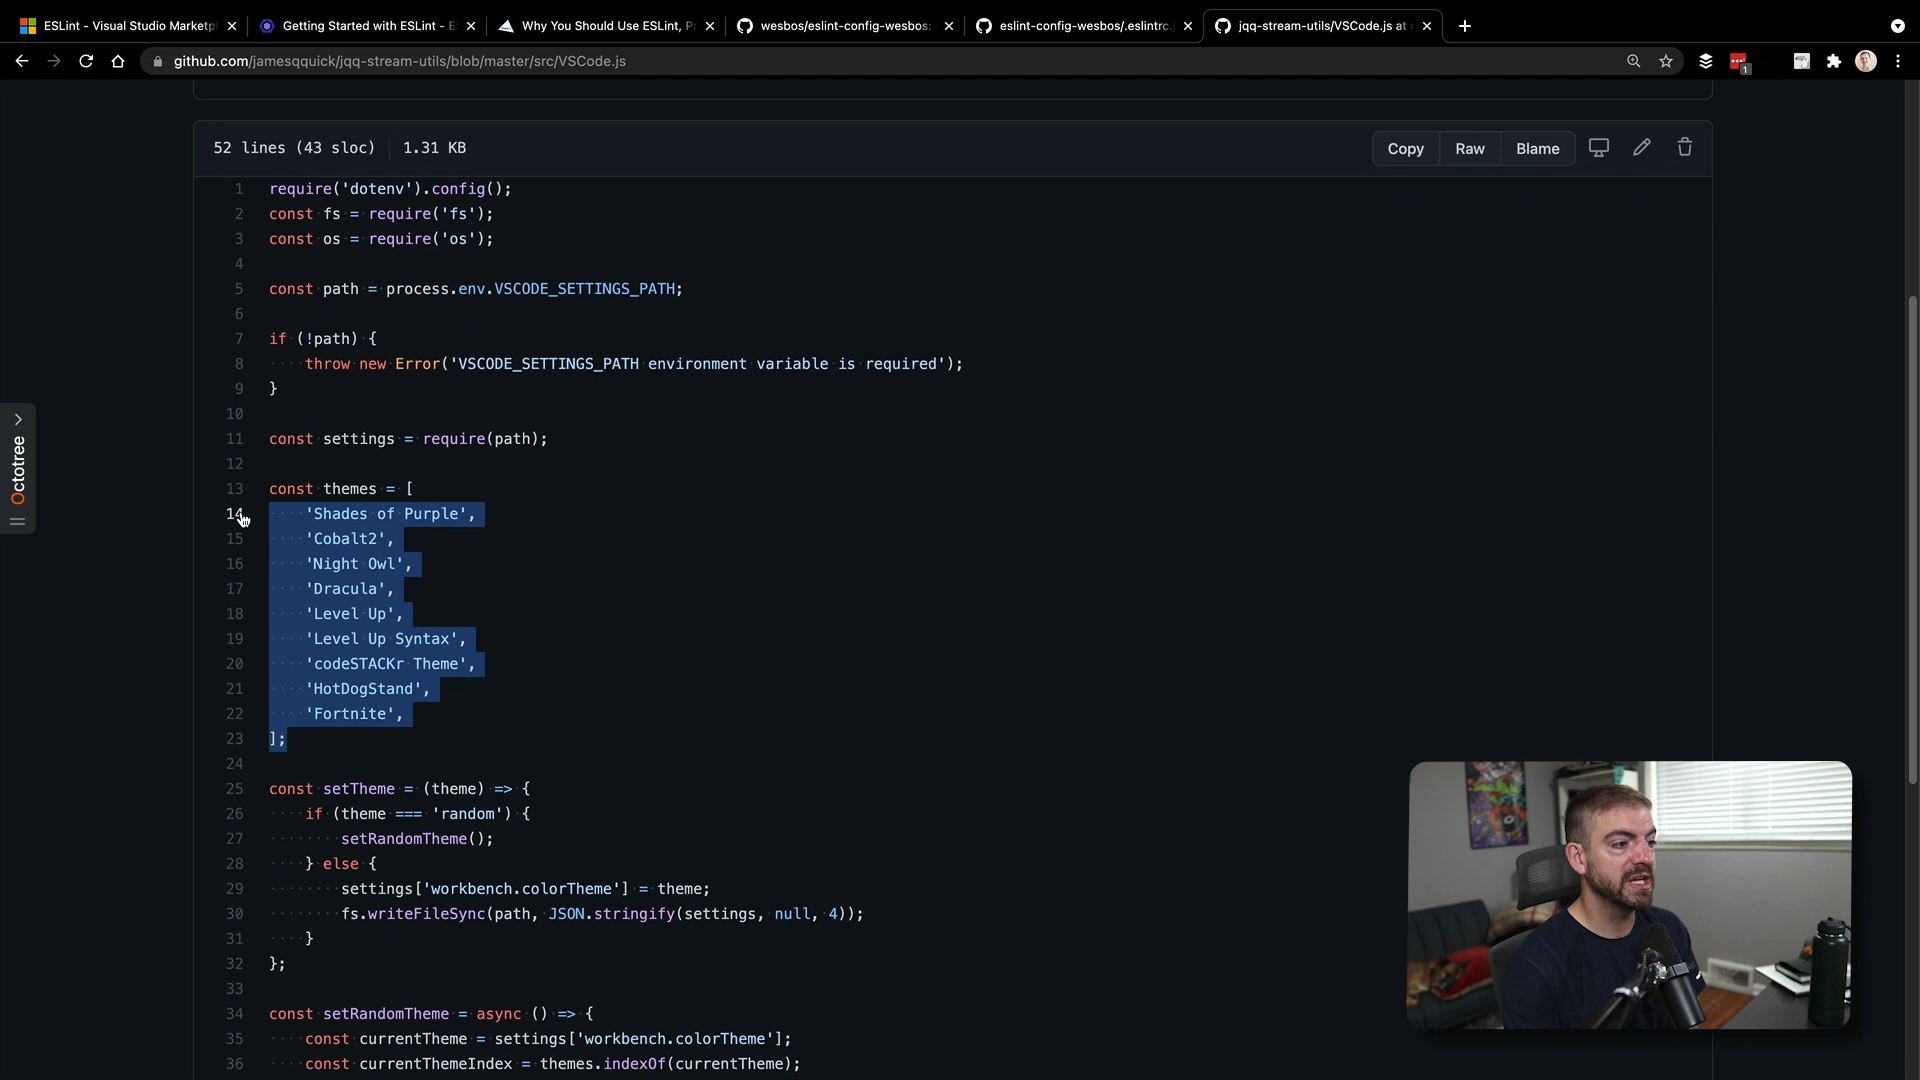 ESLint - Visual Studio Marketpl
Getting Started with ESLint - E
Why You Should Use ESLint, P
wesbos/eslint-config-wesbos:
eslint-config-wesbos/.eslintrc.
jqq-stream-utils/VSCode.js at
github.com/jamesqquick/jqq-stream-utils/blob/master/src/VSCode.js
1
52 lines (43 sloc) 1.31 KB
Copy Raw Blame
Octotree
1 require('dotenv').config();
2 const fs = require('fs');
3 const os = require('os');
4
5 const path = process.env.VSCODE_SETTINGS_PATH;
6
7 if (!path) {
8 throw new Error('VSCODE_SETTINGS_PATH environment variable is required');
9 }
10
11 const settings = require(path);
12
13 const themes = [
14 'Shades of Purple',
15 'Cobalt2',
16 'Night Owl',
17 'Dracula',
18 'Level Up',
19 'Level Up Syntax',
20 'codeSTACKr Theme',
21 'HotDogStand',
22 'Fortnite',
23 ];
24
25 const setTheme = (theme) => {
26 if (theme === 'random') {
27 setRandomTheme();
28 } else {
29 settings['workbench.colorTheme'] = theme;
30 fs.writeFileSync(path, JSON.stringify(settings, null, 4));
31 }
32 };
33
34 const setRandomTheme = async () => {
35 const currentTheme = settings['workbench.colorTheme'];
36 const currentThemeIndex = themes.indexOf(currentTheme);